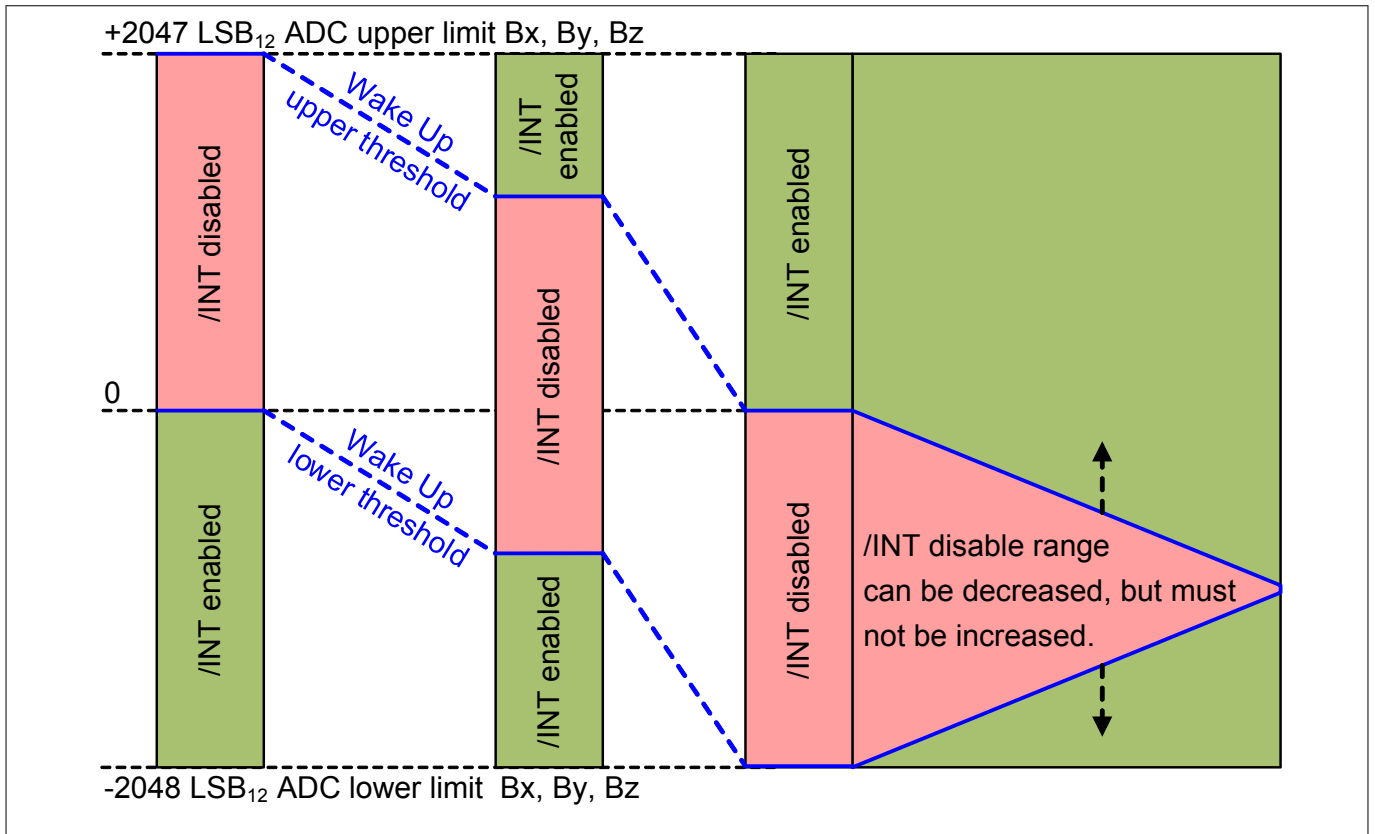 +2047 LSB₁₂ ADC upper limit Bx, By, Bz
/INT disabled
/INT enabled
Wake Up
upper threshold
0
Wake Up
lower threshold
/INT
enabled
/INT disabled
/INT enabled
/INT enabled
/INT disabled
/INT disable range
can be decreased, but must
not be increased.
-2048 LSB₁₂ ADC lower limit  Bx, By, Bz